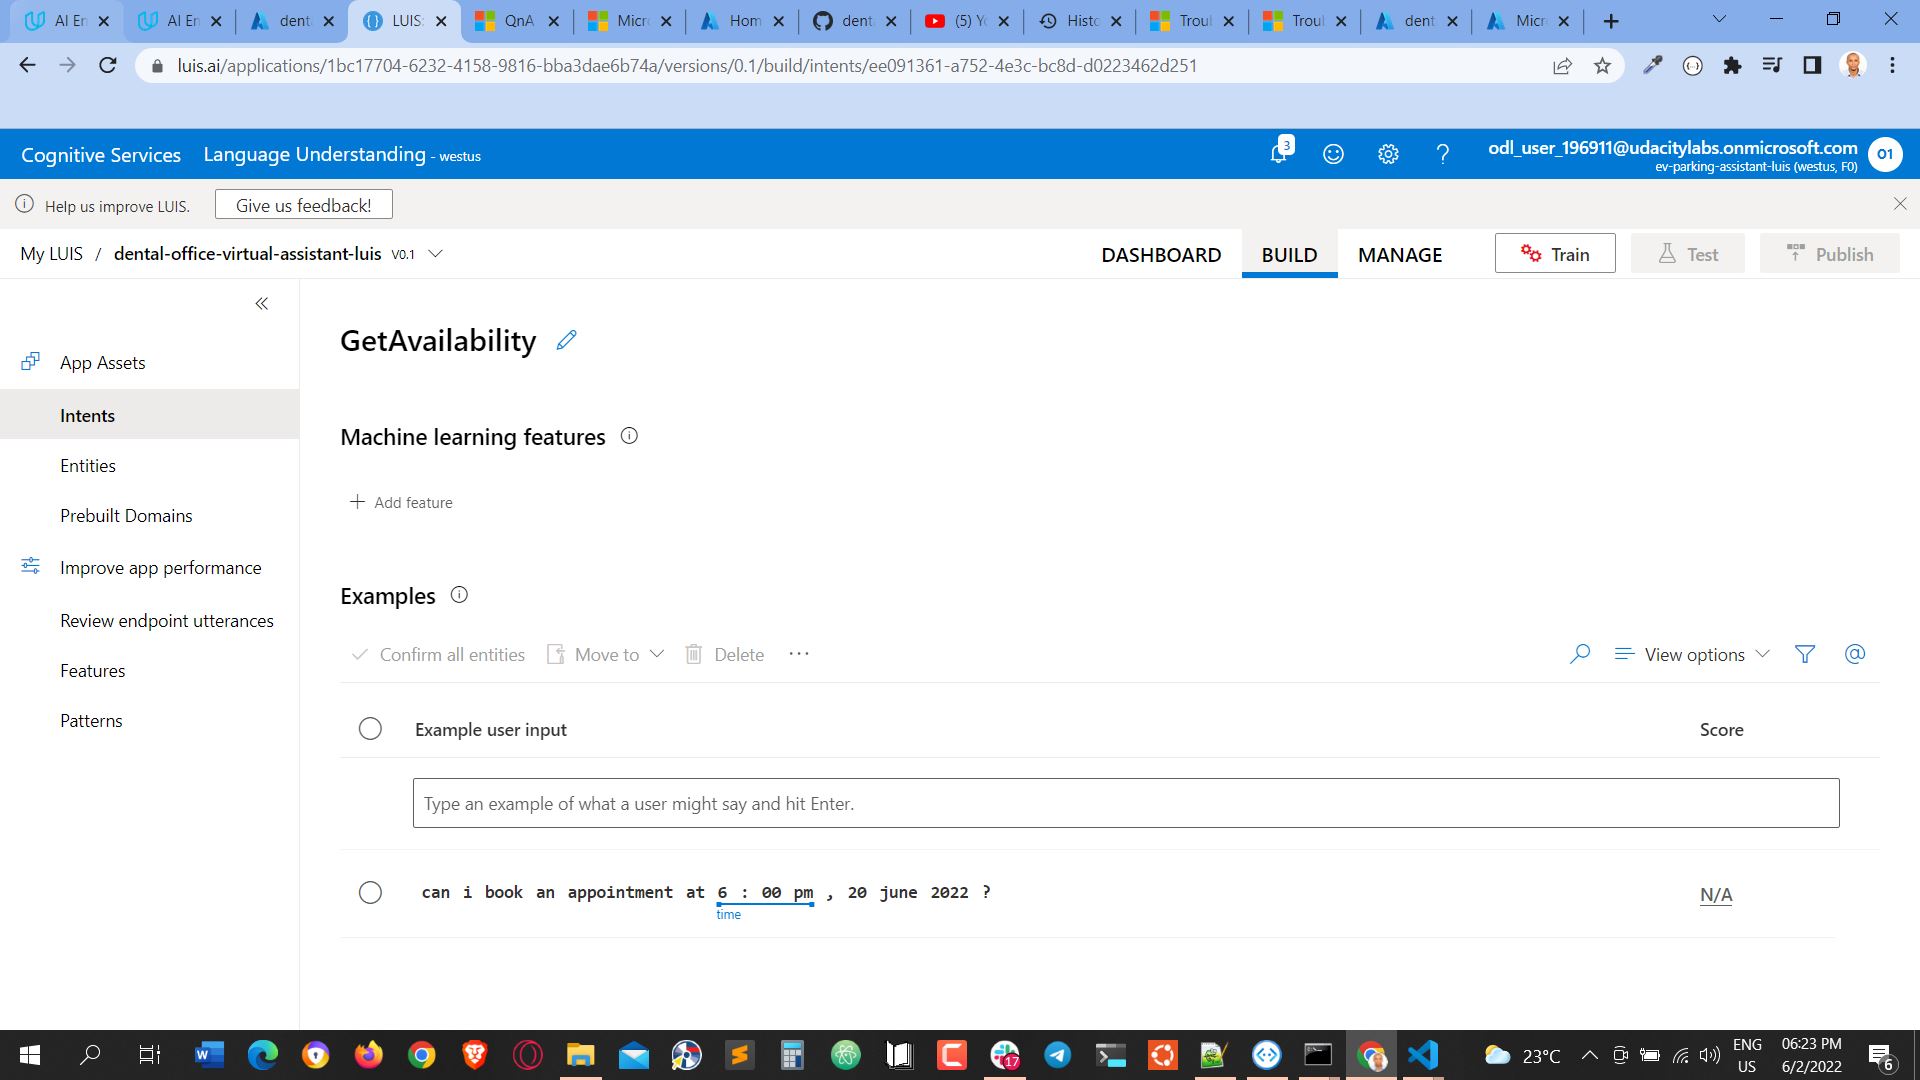 AI En
AI En
dent
LUIS:
QnA
Micr
Hom
dent
(5) Yo
Histo
Troul
Troul
dent
Micr
luis.ai/applications/1bc17704-6232-4158-9816-bba3dae6b74a/versions/0.1/build/intents/ee091361-a752-4e3c-bc8d-d0223462d251
Cognitive Services Language Understanding - westus
3
odl_user_196911@udacitylabs.onmicrosoft.com
ev-parking-assistant-luis (westus, F0)
O1
Help us improve LUIS. Give us feedback!
My LUIS / dental-office-virtual-assistant-luis V0.1
DASHBOARD BUILD MANAGE Train Test Publish
App Assets
Intents
Entities
Prebuilt Domains
Improve app performance
Review endpoint utterances
Features
Patterns
GetAvailability
Machine learning features
+ Add feature
Examples
Confirm all entities Move to Delete ...
View options
@
Example user input Score
Type an example of what a user might say and hit Enter.
can i book an appointment at 6 : 00 pm , 20 june 2022 ? N/A
time
17
23°C
ENG
US
06:23 PM
6/2/2022
6